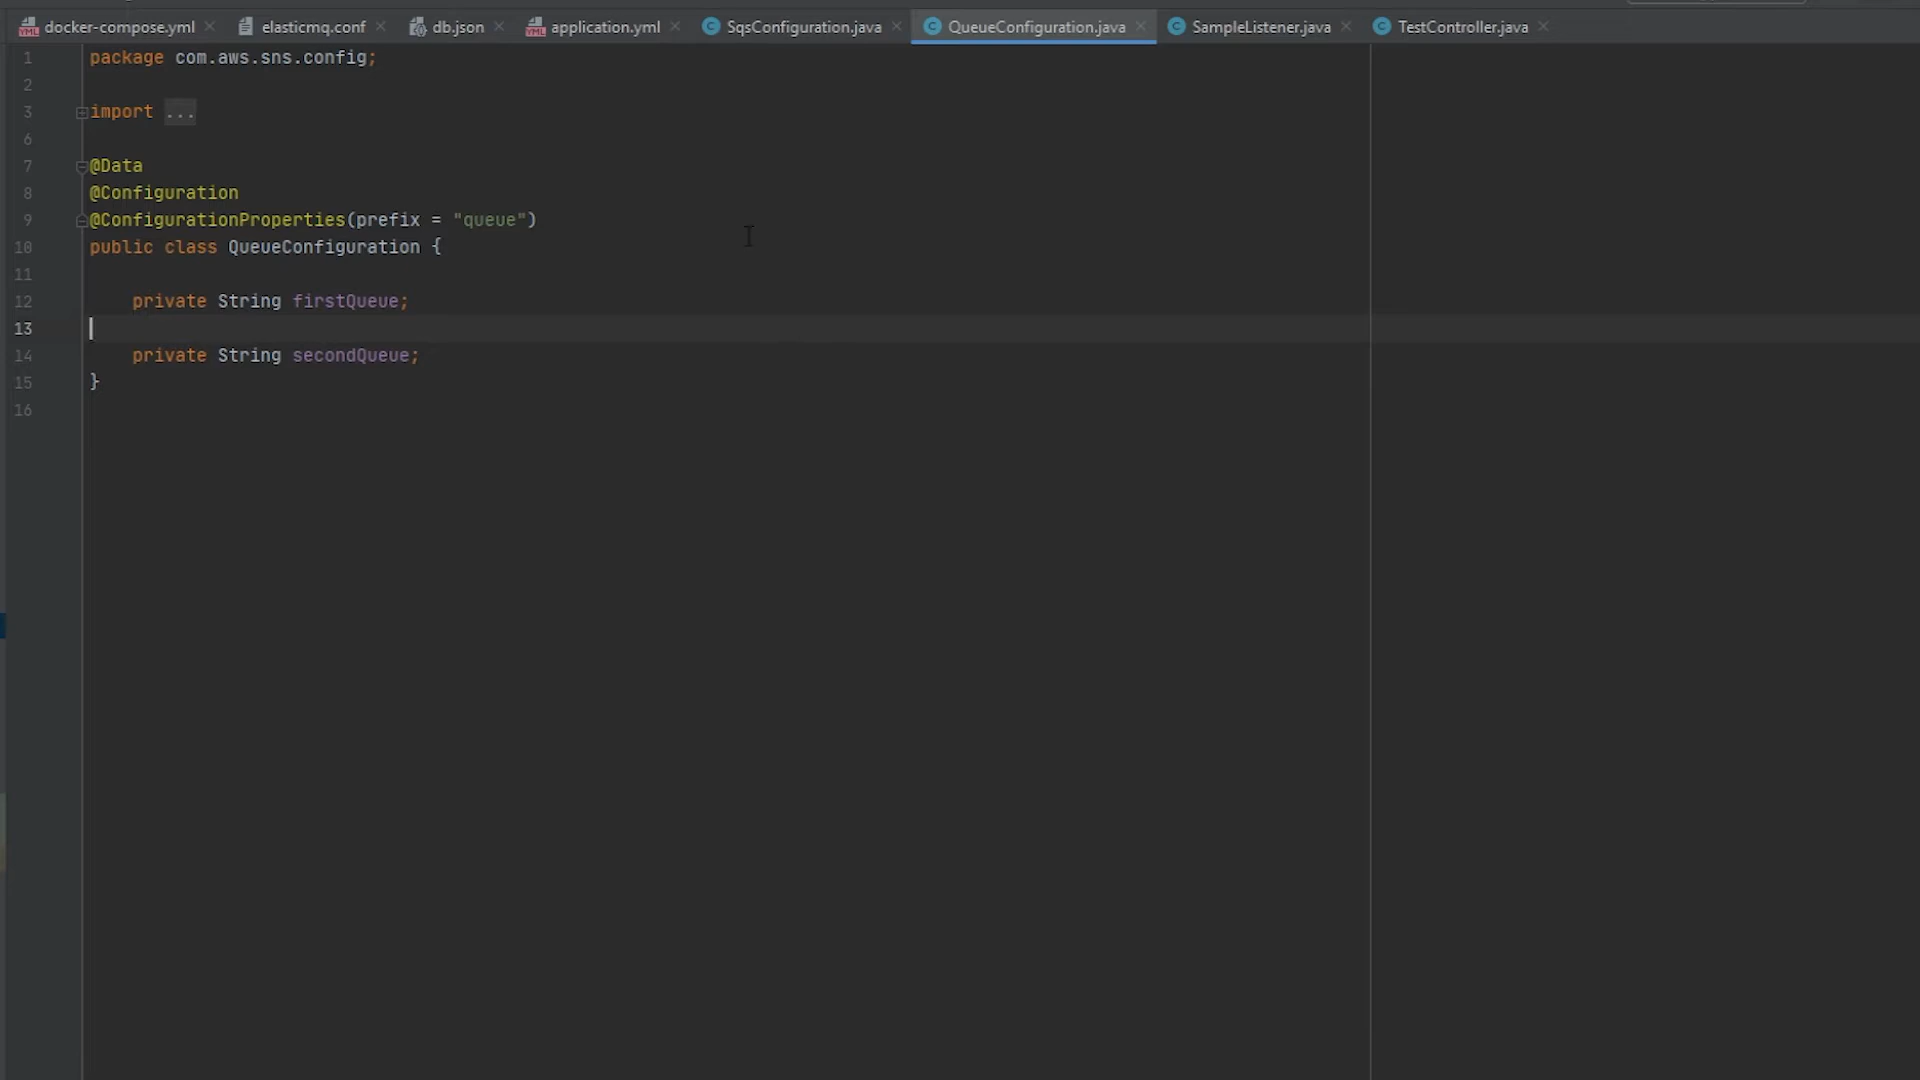 docker-compose.yml elasticmq.conf db.json application.yml SqsConfiguration.java QueueConfiguration.java SampleListener.java TestController.java
1 package com.aws.sns.config;
2
3 import ...
6
7 @Data
8 @Configuration
9 @ConfigurationProperties(prefix = "queue")
10 public class QueueConfiguration {
11
12 private String firstQueue;
13
14 private String secondQueue;
15 }
16